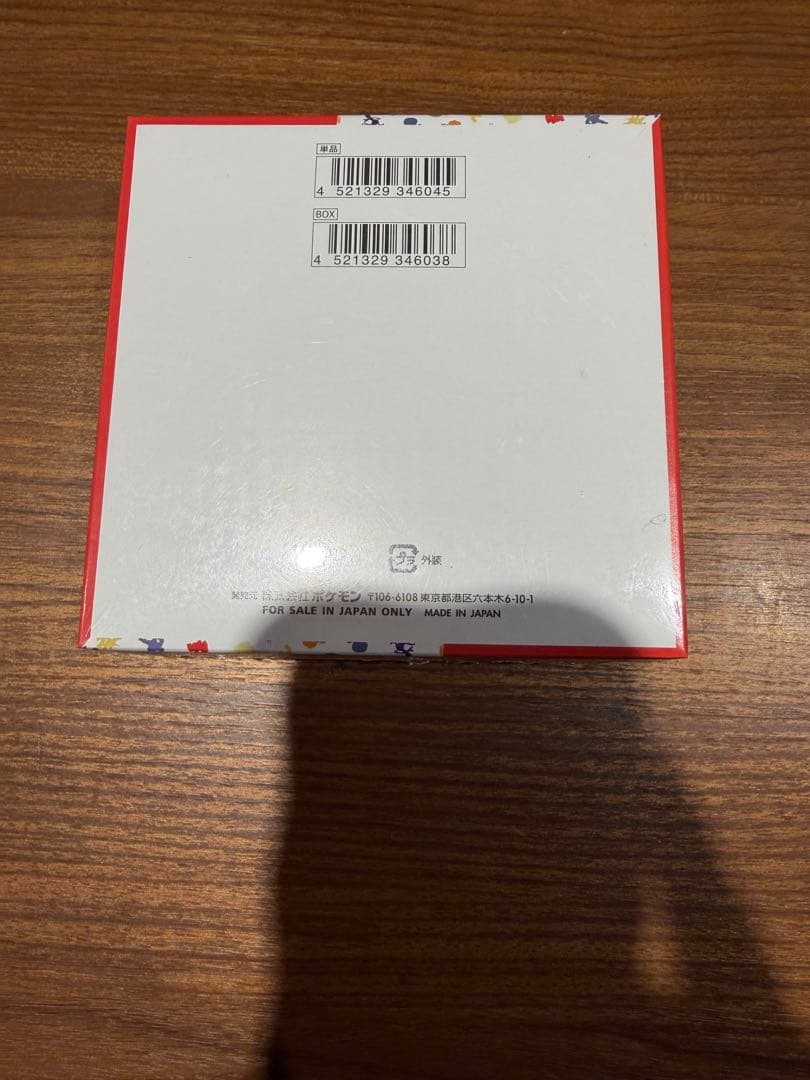 単品
4 521329 346045
BOX
4 521329 346038
プラ 外装
発売元 株式会社ポケモン 〒106-6108 東京都港区六本木6-10-1
FOR SALE IN JAPAN ONLY MADE IN JAPAN